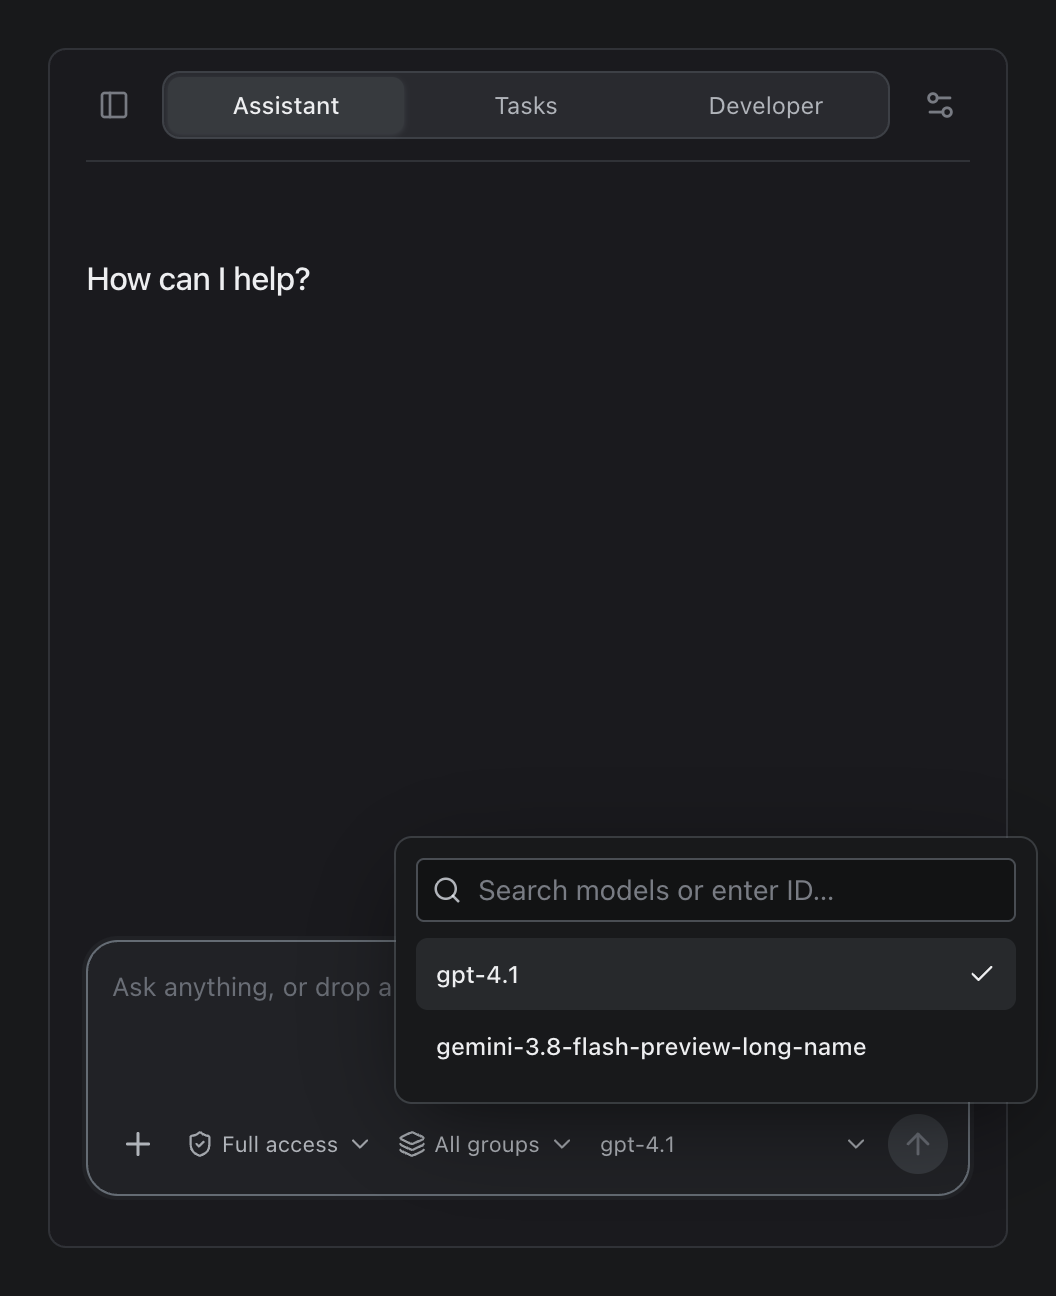 Assistant Tasks Developer
How can I help?
Search models or enter ID...
gpt-4.1
gemini-3.8-flash-preview-long-name
Ask anything, or drop a
Full access All groups gpt-4.1